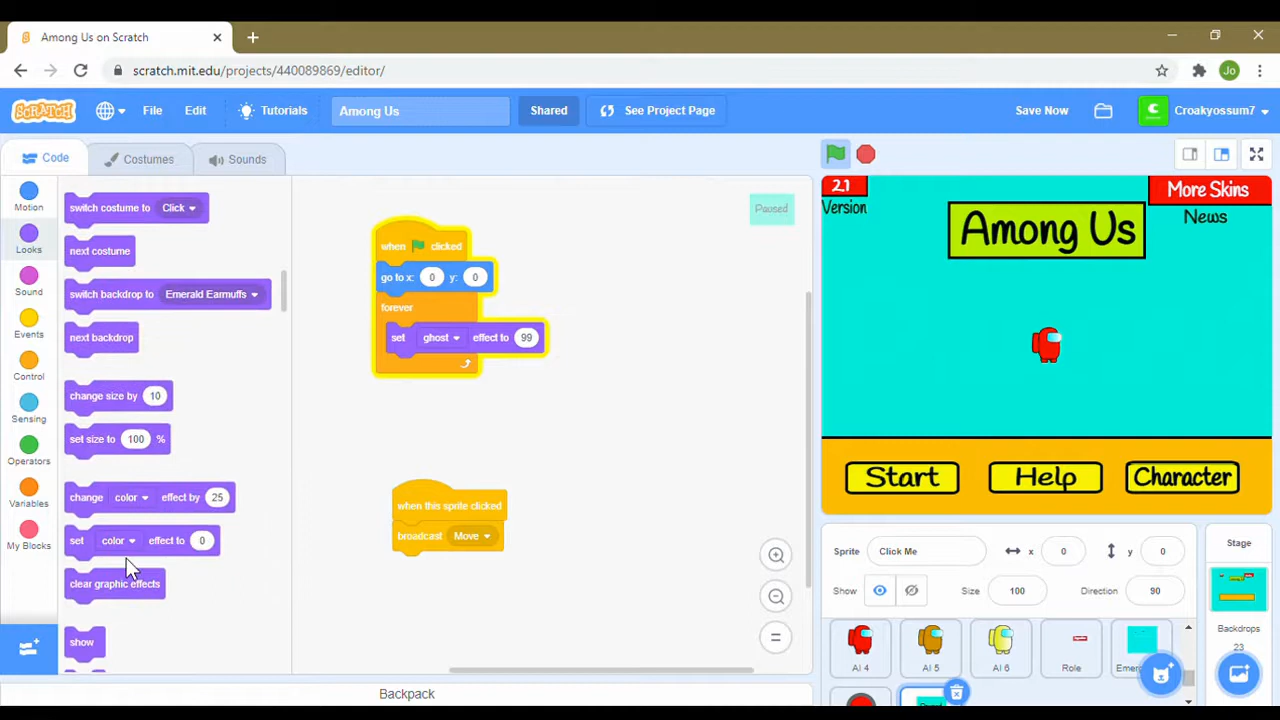 Among Us on Scratch
scratch.mit.edu/projects/440089869/editor/
Jo
SCRATCH
File
Edit
Tutorials
Among Us
Shared
See Project Page
Save Now
Croakyossum7
Code
Costumes
Sounds
Motion
Looks
Sound
Events
Control
Sensing
Operators
Variables
My Blocks
switch costume to Click
next costume
switch backdrop to Emerald Earmuffs
next backdrop
change size by 10
set size to 100 %
change color effect by 25
set color effect to 0
clear graphic effects
show
when clicked
go to x: 0 y: 0
forever
set ghost effect to 99
when this sprite clicked
broadcast Move
Paused
2.1
Version
More Skins
News
Among Us
Start
Help
Character
Sprite Click Me x 0 y 0
Show Size 100 Direction 90
AI 4
AI 5
AI 6
Role
Stage
Backdrops
23
Backpack